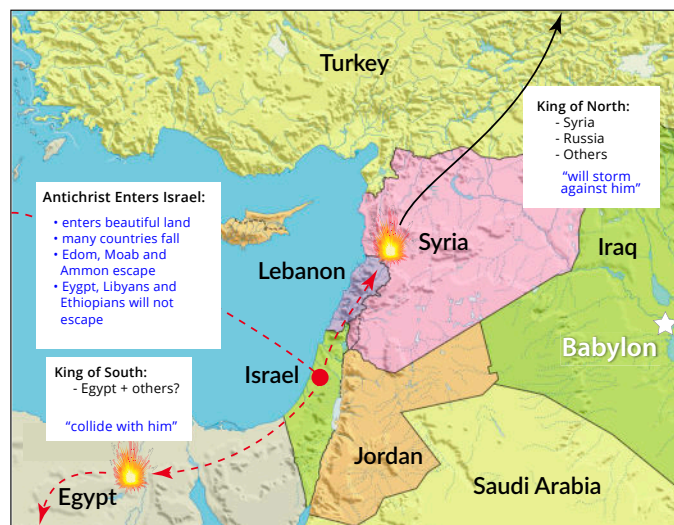 Turkey
King of North:
- Syria
- Russia
- Others
“will storm
against him”
Antichrist Enters Israel:
• enters beautiful land
• many countries fall
• Edom, Moab and
Ammon escape
• Eygpt, Libyans and
Ethiopians will not
escape
Syria
Iraq
Lebanon
Babylon
King of South:
- Egypt + others?
“collide with him”
Israel
Jordan
Egypt
Saudi Arabia